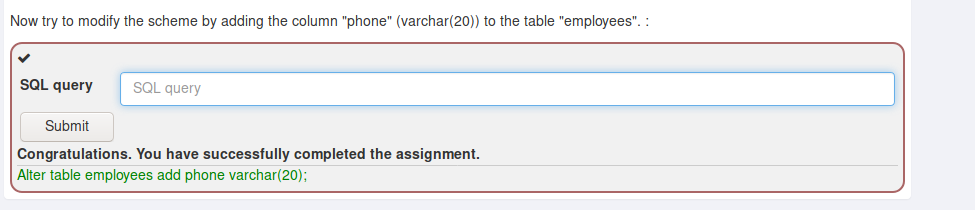 Now try to modify the scheme by adding the column "phone" (varchar(20)) to the table "employees". :
✔
SQL query
SQL query
Submit
Congratulations. You have successfully completed the assignment.
Alter table employees add phone varchar(20);